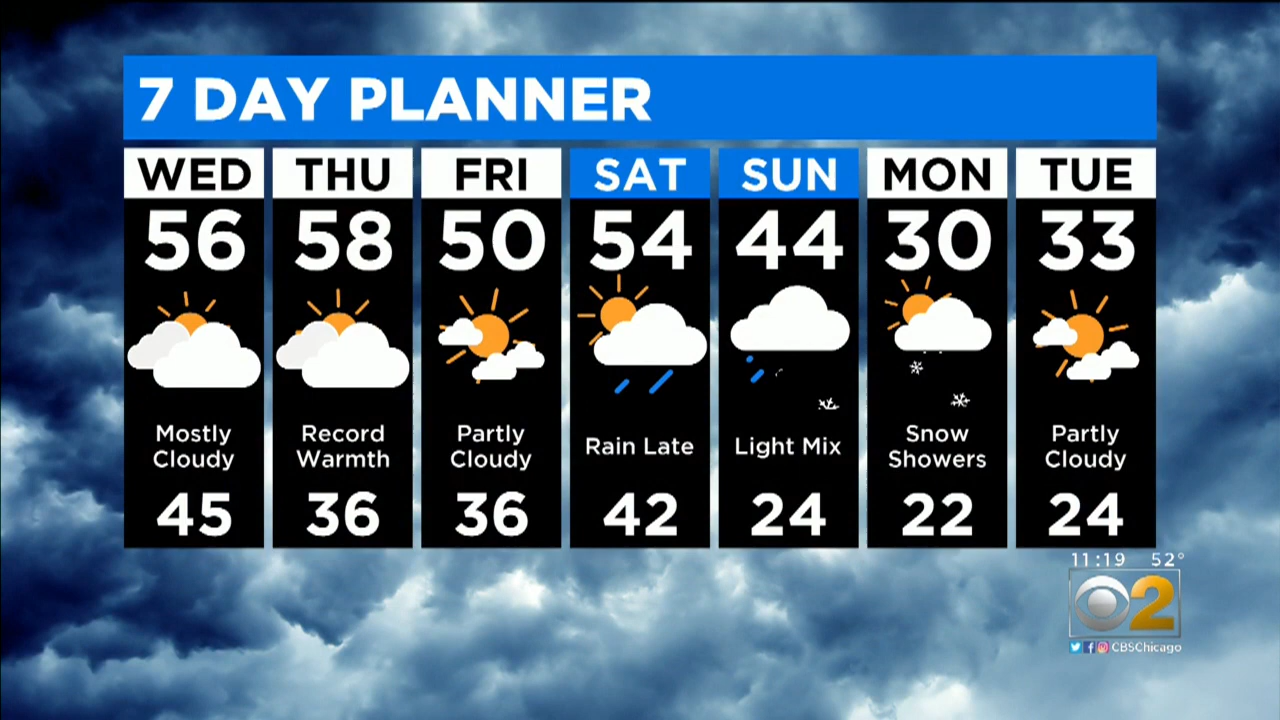 7 DAY PLANNER
WED THU FRI SAT SUN MON TUE
56 58 50 54 44 30 33
Mostly Cloudy
Record Warmth
Partly Cloudy
Rain Late
Light Mix
Snow Showers
Partly Cloudy
45 36 36 42 24 22 24
11:19 52°
2
CBSChicago